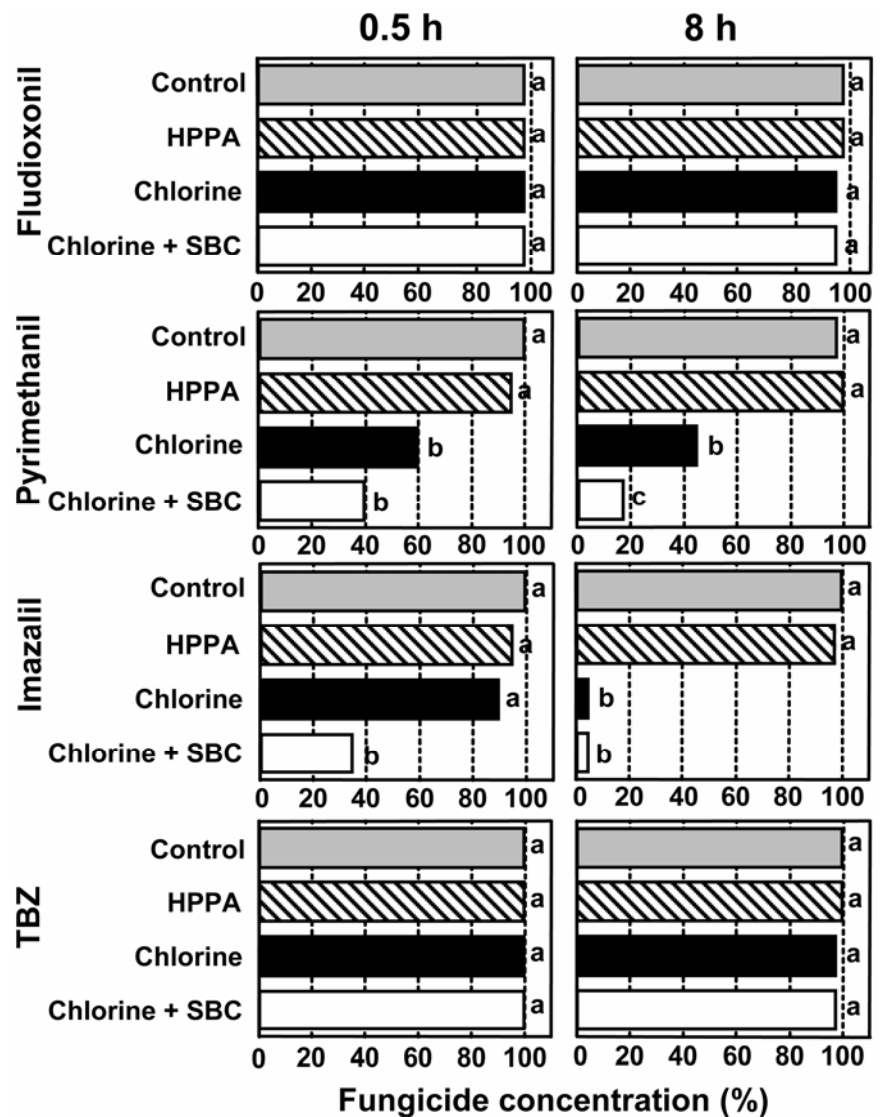 0.5 h 8 h
Fludioxonil
Control a a
HPPA a a
Chlorine a a
Chlorine + SBC a a
0 20 40 60 80 100 0 20 40 60 80 100
Pyrimethanil
Control a a
HPPA a a
Chlorine b b
Chlorine + SBC b c
0 20 40 60 80 100 0 20 40 60 80 100
Imazalil
Control a a
HPPA a a
Chlorine a b
Chlorine + SBC b b
0 20 40 60 80 100 0 20 40 60 80 100
TBZ
Control a a
HPPA a a
Chlorine a a
Chlorine + SBC a a
0 20 40 60 80 100 0 20 40 60 80 100
Fungicide concentration (%)